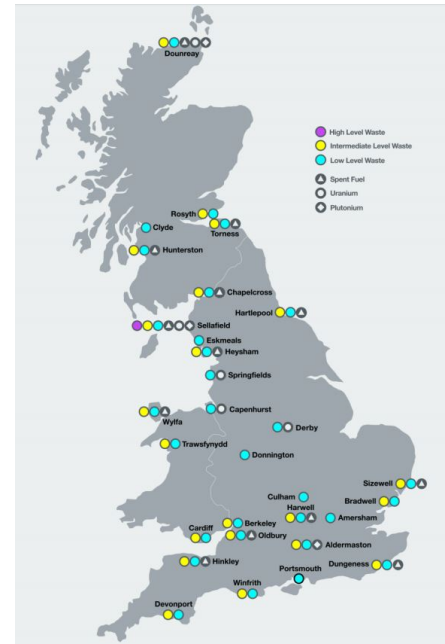 Dounreay
High Level Waste
Intermediate Level Waste
Low Level Waste
Spent Fuel
Uranium
Plutonium
Rosyth
Clyde
Torness
Hunterston
Chapelcross
Hartlepool
Sellafield
Eskmeals
Heysham
Springfields
Capenhurst
Wylfa
Derby
Trawsfynydd
Donnington
Sizewell
Culham
Bradwell
Harwell
Amersham
Berkeley
Cardiff
Oldbury
Aldermaston
Hinkley
Portsmouth
Dungeness
Winfrith
Devonport